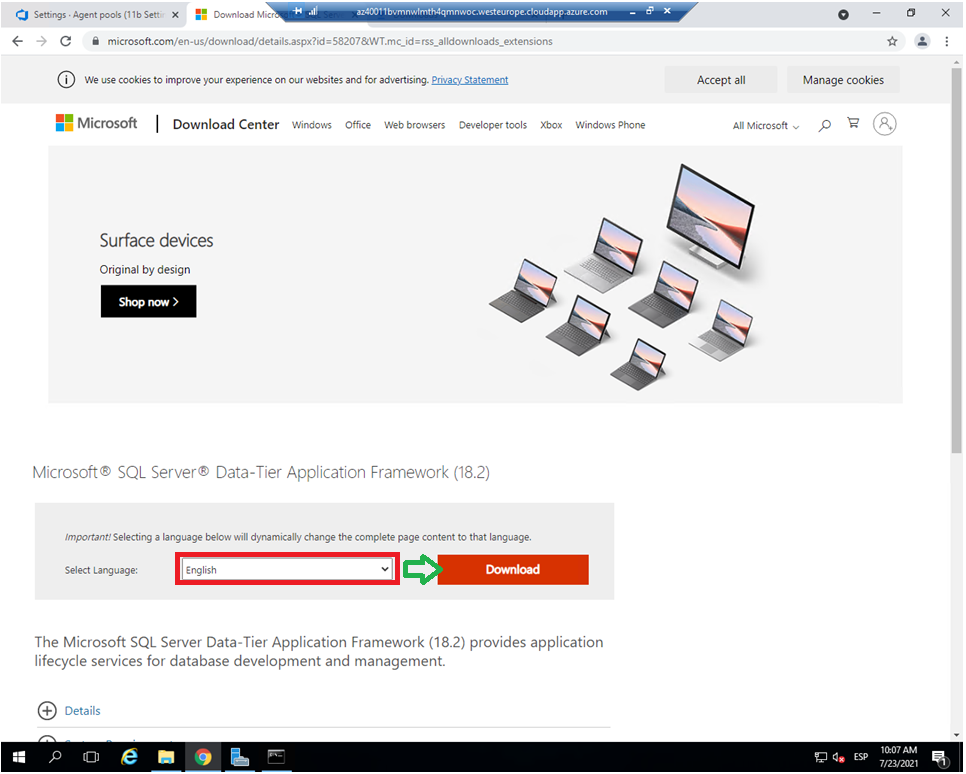 Settings - Agent pools (11b Setti
Download Micros
az40011bvmnwlmth4qmnwoc.westeurope.cloudapp.azure.com
microsoft.com/en-us/download/details.aspx?id=58207&WT.mc_id=rss_alldownloads_extensions
We use cookies to improve your experience on our websites and for advertising. Privacy Statement
Accept all
Manage cookies
Microsoft
Download Center
Windows
Office
Web browsers
Developer tools
Xbox
Windows Phone
All Microsoft
Surface devices
Original by design
Shop now
Microsoft® SQL Server® Data-Tier Application Framework (18.2)
Important! Selecting a language below will dynamically change the complete page content to that language.
Select Language:
English
Download
The Microsoft SQL Server Data-Tier Application Framework (18.2) provides application
lifecycle services for database development and management.
Details
ESP
10:07 AM
7/23/2021
1